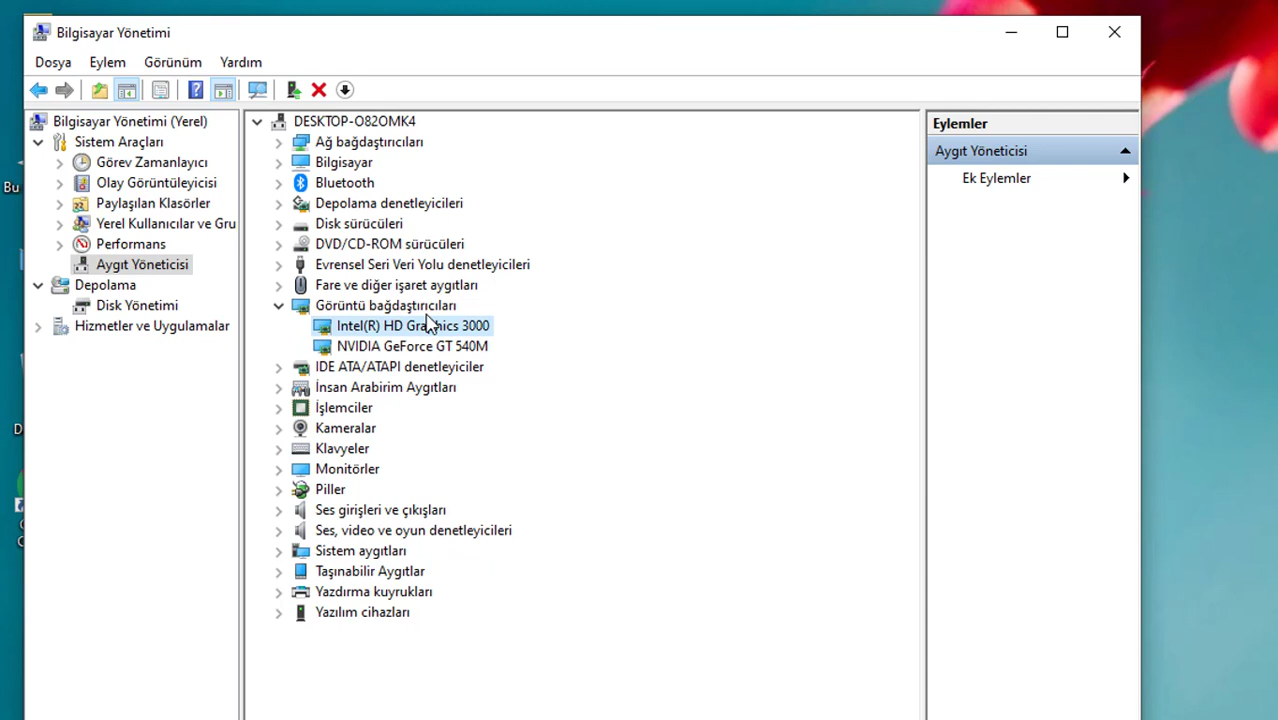 Bilgisayar Yönetimi
Dosya Eylem Görünüm Yardım
Bilgisayar Yönetimi (Yerel)
Sistem Araçları
Görev Zamanlayıcı
Olay Görüntüleyicisi
Paylaşılan Klasörler
Yerel Kullanıcılar ve Gru
Performans
Aygıt Yöneticisi
Depolama
Disk Yönetimi
Hizmetler ve Uygulamalar
DESKTOP-O82OMK4
Ağ bağdaştırıcıları
Bilgisayar
Bluetooth
Depolama denetleyicileri
Disk sürücüleri
DVD/CD-ROM sürücüleri
Evrensel Seri Veri Yolu denetleyicileri
Fare ve diğer işaret aygıtları
Görüntü bağdaştırıcıları
Intel(R) HD Graphics 3000
NVIDIA GeForce GT 540M
IDE ATA/ATAPI denetleyiciler
İnsan Arabirim Aygıtları
İşlemciler
Kameralar
Klavyeler
Monitörler
Piller
Ses girişleri ve çıkışları
Ses, video ve oyun denetleyicileri
Sistem aygıtları
Taşınabilir Aygıtlar
Yazdırma kuyrukları
Yazılım cihazları
Eylemler
Aygıt Yöneticisi
Ek Eylemler
Bu